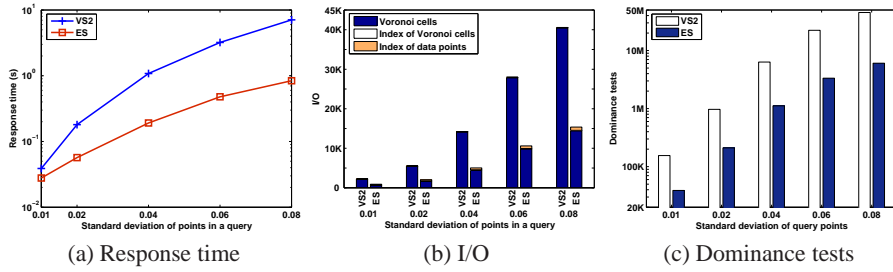 Response time (s)
10^1
10^0
10^-1
10^-2
VS2
ES
0.01 0.02 0.04 0.06 0.08
Standard deviation of points in a query
(a) Response time
I/O
45K
40K
30K
20K
10K
0
Voronoi cells
Index of Voronoi cells
Index of data points
VS2 ES VS2 ES VS2 ES VS2 ES VS2 ES
0.01 0.02 0.04 0.06 0.08
Standard deviation of points in a query
(b) I/O
Dominance tests
50M
10M
1M
100K
20K
VS2
ES
0.01 0.02 0.04 0.06 0.08
Standard deviation of query points
(c) Dominance tests